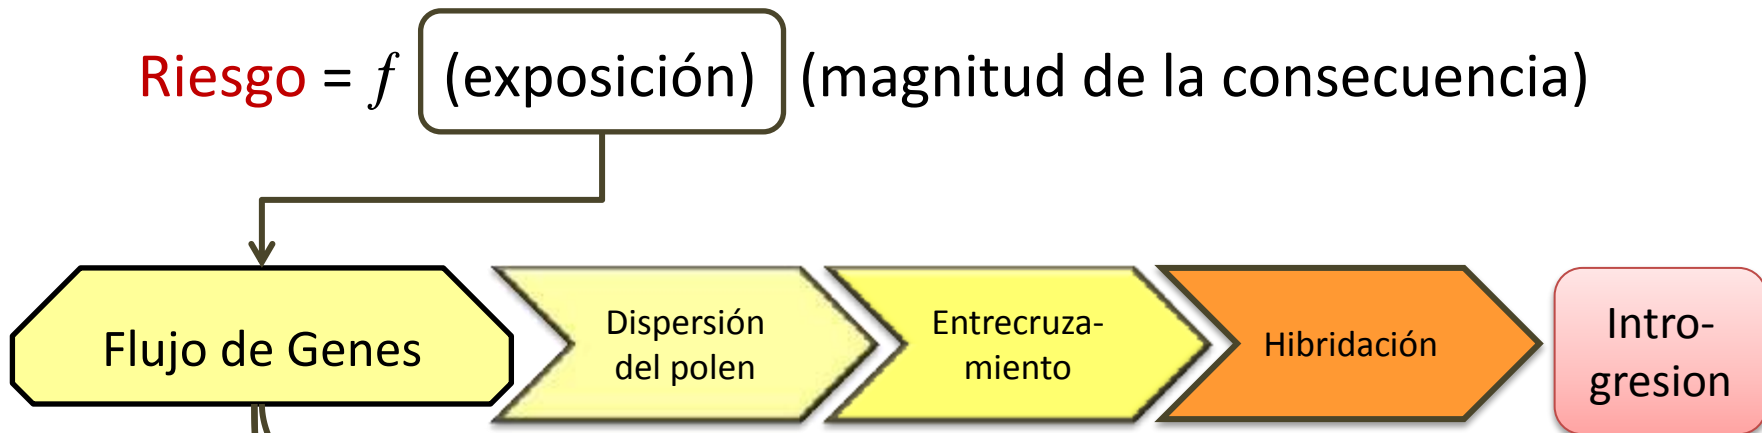 Riesgo = f (exposición) (magnitud de la consecuencia)
Flujo de Genes
Dispersión
del polen
Entrecruza-
miento
Hibridación
Intro-
gresion